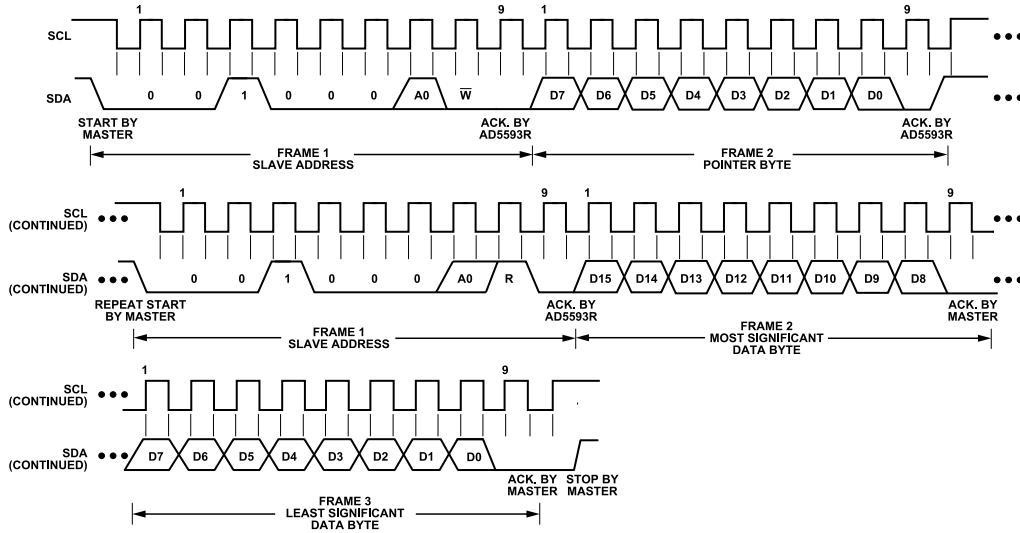 1 9 1 9
SCL
SDA
0 0 1 0 0 0 A0 W̅ D7 D6 D5 D4 D3 D2 D1 D0
START BY
MASTER
ACK. BY
AD5593R
ACK. BY
AD5593R
FRAME 1
SLAVE ADDRESS
FRAME 2
POINTER BYTE
1 9 1 9
SCL
(CONTINUED)
SDA
(CONTINUED)
0 0 1 0 0 0 A0 R D15 D14 D13 D12 D11 D10 D9 D8
REPEAT START
BY MASTER
ACK. BY
AD5593R
ACK. BY
MASTER
FRAME 1
SLAVE ADDRESS
FRAME 2
MOST SIGNIFICANT
DATA BYTE
1 9
SCL
(CONTINUED)
SDA
(CONTINUED)
D7 D6 D5 D4 D3 D2 D1 D0
ACK. BY
MASTER
STOP BY
MASTER
FRAME 3
LEAST SIGNIFICANT
DATA BYTE